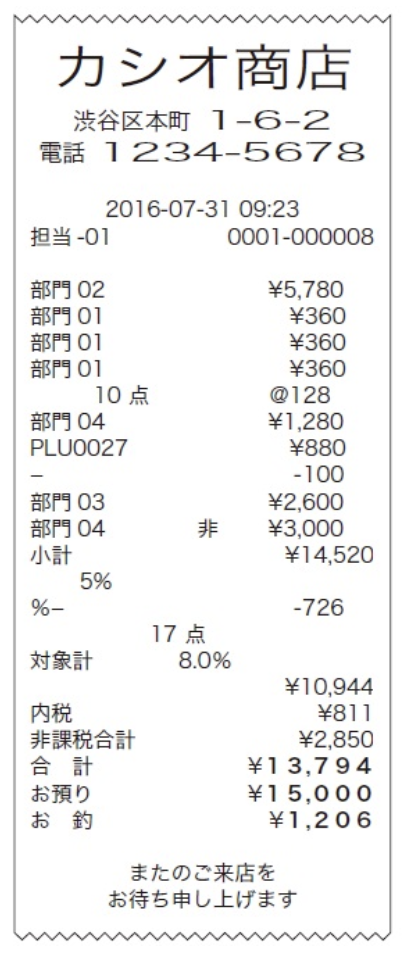 カシオ商店
渋谷区本町 1-6-2
電話 1234-5678
2016-07-31 09:23
担当-01 0001-000008
部門02 ¥5,780
部門01 ¥360
部門01 ¥360
部門01 ¥360
10点 @128
部門04 ¥1,280
PLU0027 ¥880
− -100
部門03 ¥2,600
部門04 非 ¥3,000
小計 ¥14,520
5%
%− -726
17点
対象計 8.0%
¥10,944
内税 ¥811
非課税合計 ¥2,850
合 計 ¥13,794
お預り ¥15,000
お 釣 ¥1,206
またのご来店を
お待ち申し上げます